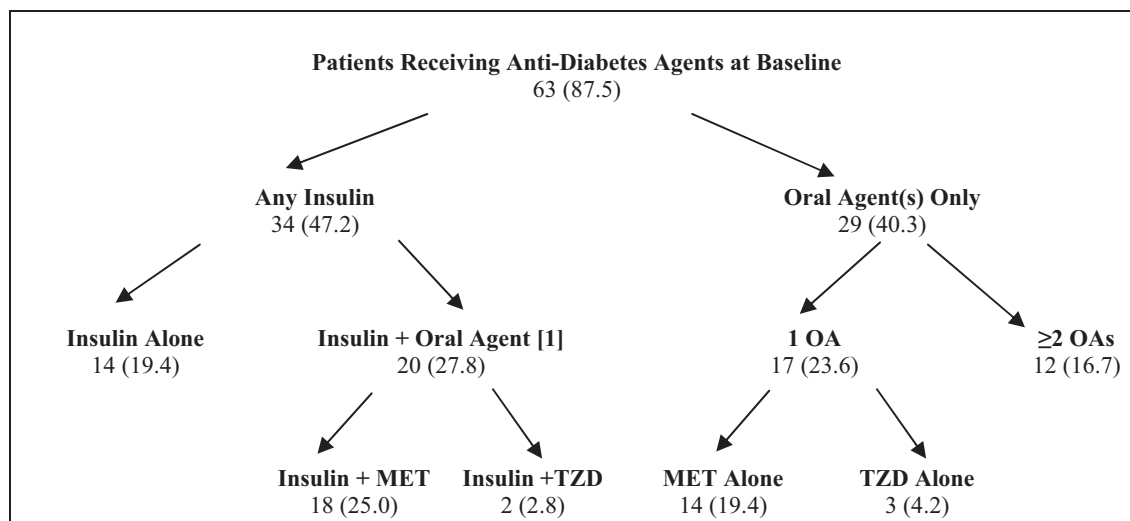 Patients Receiving Anti-Diabetes Agents at Baseline
63 (87.5)
Any Insulin
34 (47.2)
Oral Agent(s) Only
29 (40.3)
Insulin Alone
14 (19.4)
Insulin + Oral Agent [1]
20 (27.8)
1 OA
17 (23.6)
≥2 OAs
12 (16.7)
Insulin + MET
18 (25.0)
Insulin +TZD
2 (2.8)
MET Alone
14 (19.4)
TZD Alone
3 (4.2)